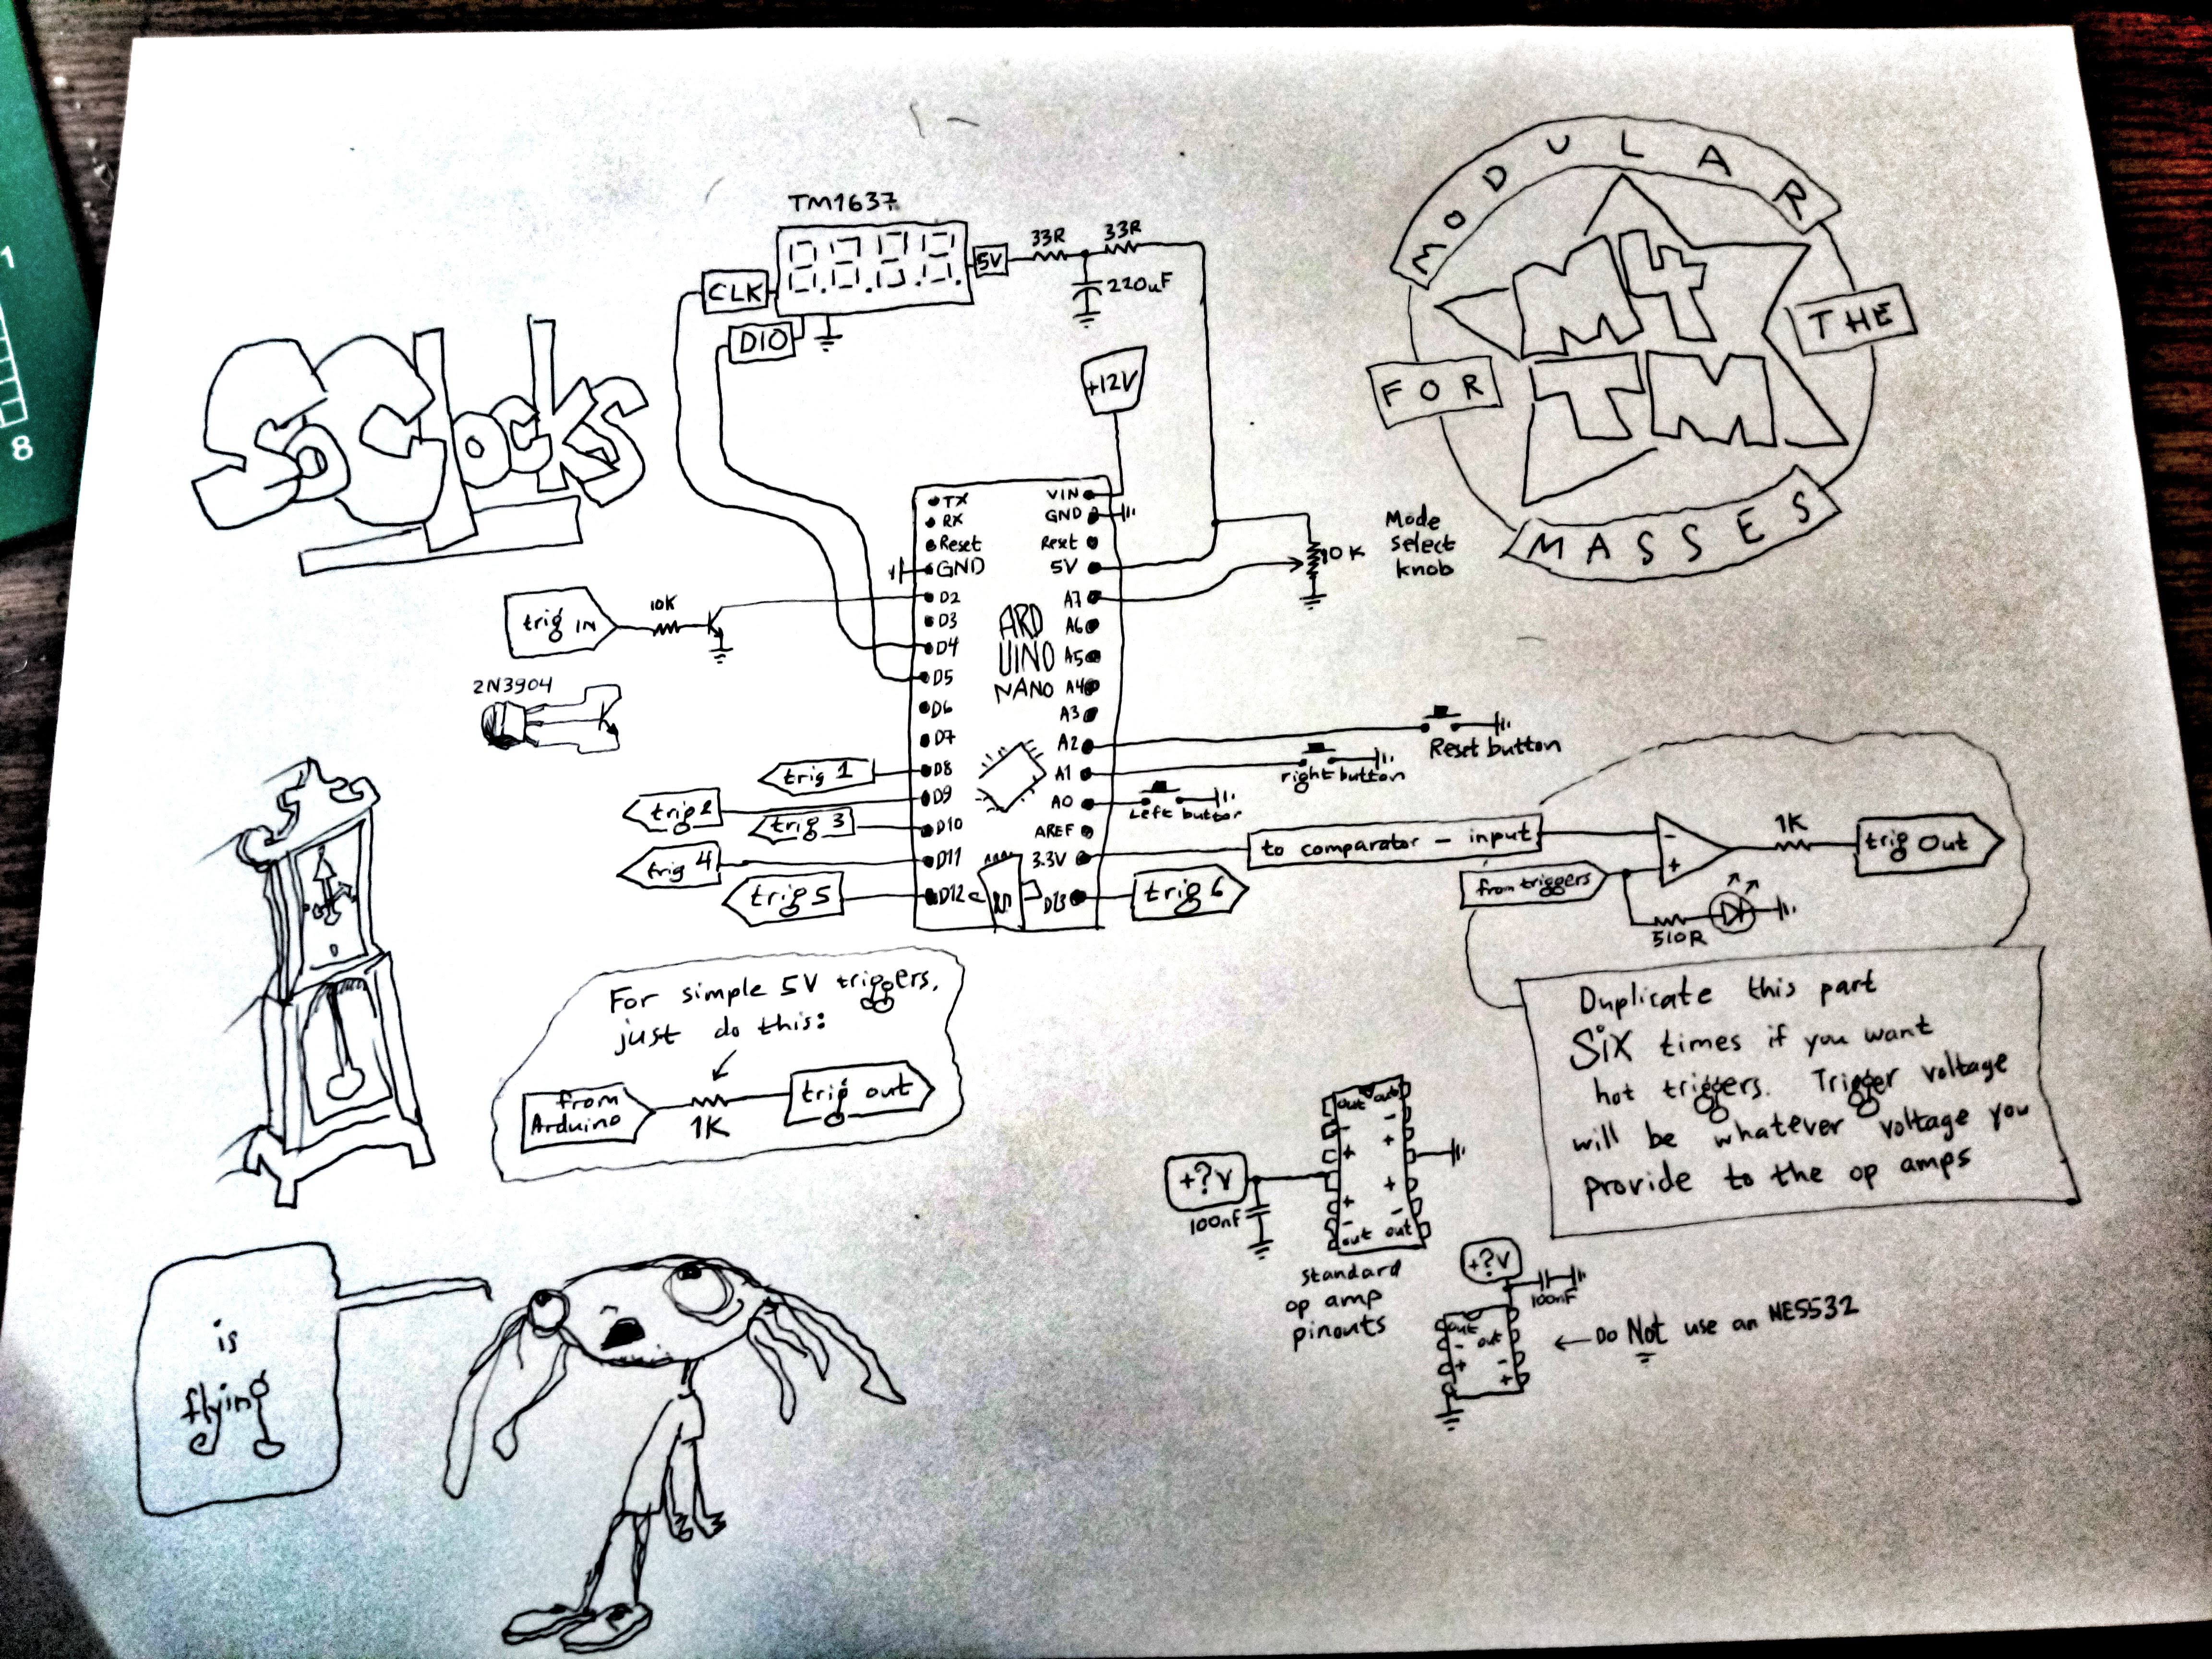 1
8
MODULAR
FOR
THE
MASSES
M4
TM
SoClocks
TM1637
CLK
DIO
5V
33R
33R
220uF
+12V
TX
RX
Reset
GND
D2
D3
D4
D5
D6
D7
D8
D9
D10
D11
D12
VIN
GND
Reset
5V
A7
A6
A5
A4
A3
A2
A1
A0
AREF
3.3V
D13
ARD
UINO
NANO
10K
Mode
select
knob
trig IN
10K
2N3904
trig 1
trig 2
trig 3
trig 4
trig 5
trig 6
Reset button
right button
Left button
to comparator - input
from triggers
-
+
1K
trig Out
510R
For simple 5V triggers,
just do this:
from
Arduino
1K
trig out
Duplicate this part
Six times if you want
hot triggers. Trigger voltage
will be whatever voltage you
provide to the op amps
+?V
100nF
out out
- -
+ +
+ +
- -
out out
standard
op amp
pinouts
+?V
100nF
out
out
- -
+ +
← Do Not use an NE5532
is
flying